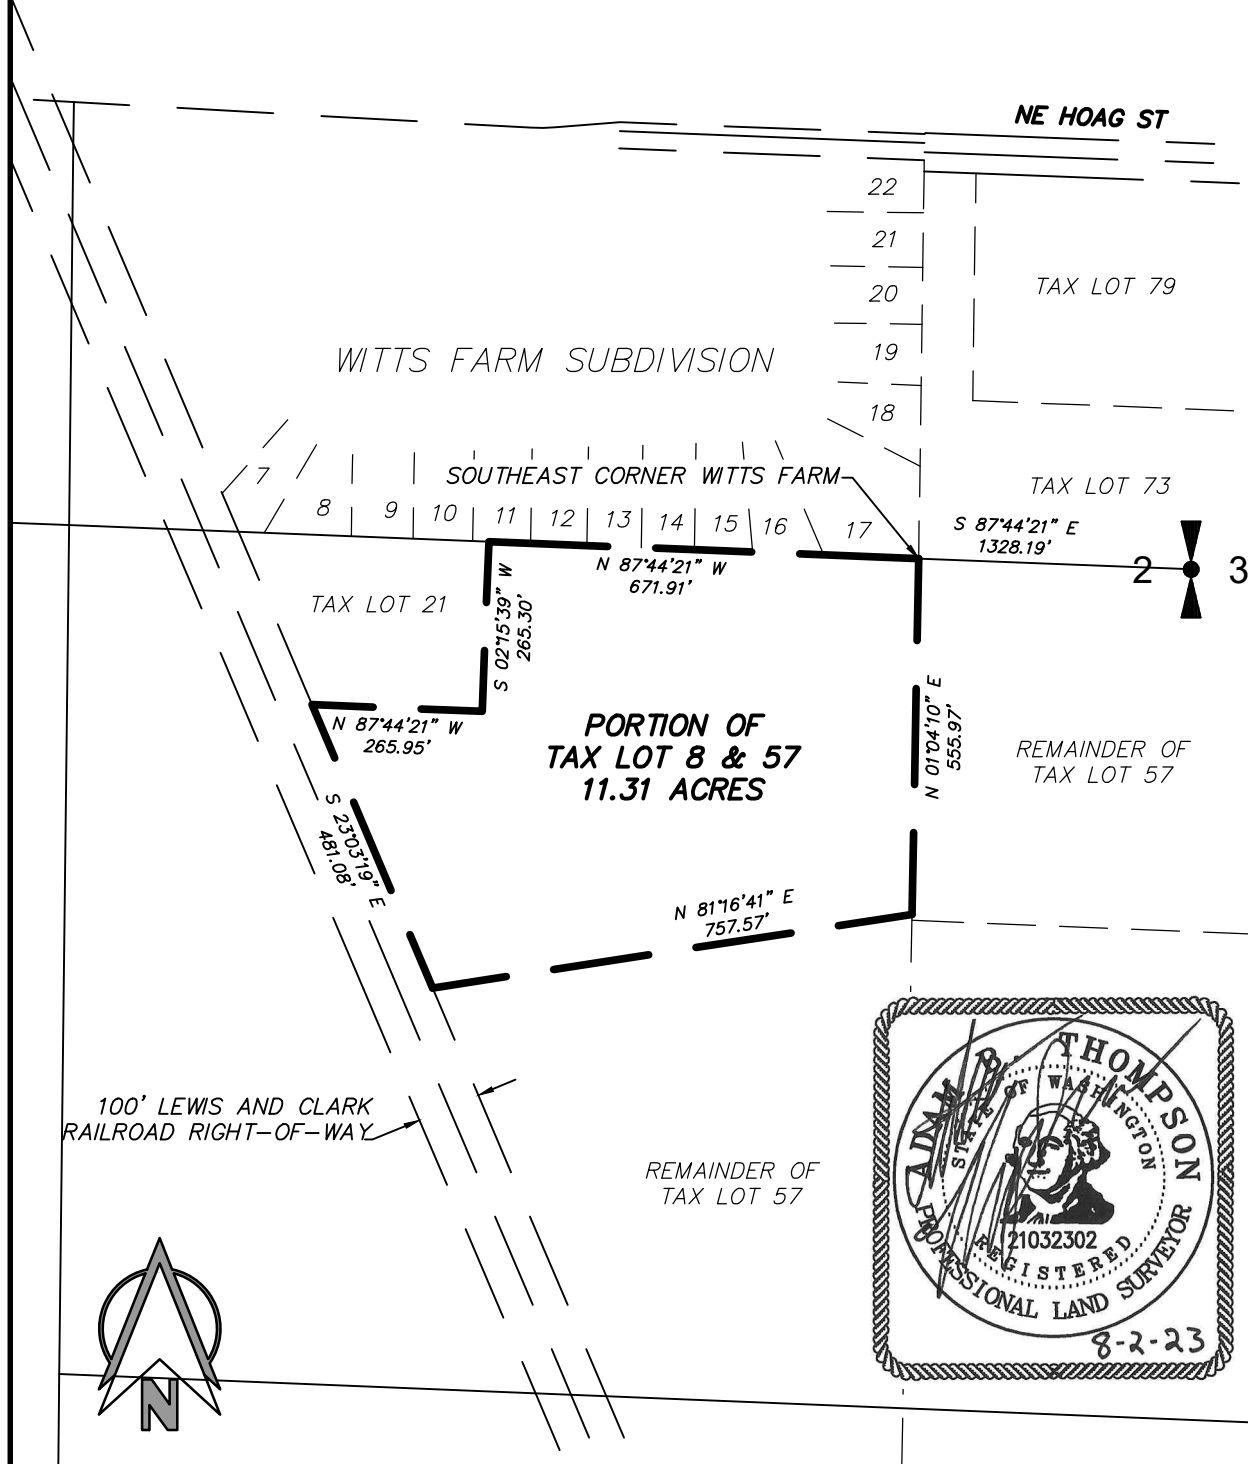 NE HOAG ST
22
21
20
19
18
TAX LOT 79
WITTS FARM SUBDIVISION
7
8
9
10
11
12
13
14
15
16
17
SOUTHEAST CORNER WITTS FARM
TAX LOT 73
S 87°44'21" E
1328.19'
2
3
N 87°44'21" W
671.91'
TAX LOT 21
S 02°15'39" W
265.30'
N 87°44'21" W
265.95'
PORTION OF
TAX LOT 8 & 57
11.31 ACRES
N 01°04'10" E
555.97'
REMAINDER OF
TAX LOT 57
S 23°03'19" E
481.08'
N 81°16'41" E
757.57'
100' LEWIS AND CLARK
RAILROAD RIGHT-OF-WAY
REMAINDER OF
TAX LOT 57
N
ADAM THOMPSON
STATE OF WASHINGTON
21032302
REGISTERED
PROFESSIONAL LAND SURVEYOR
8-2-23